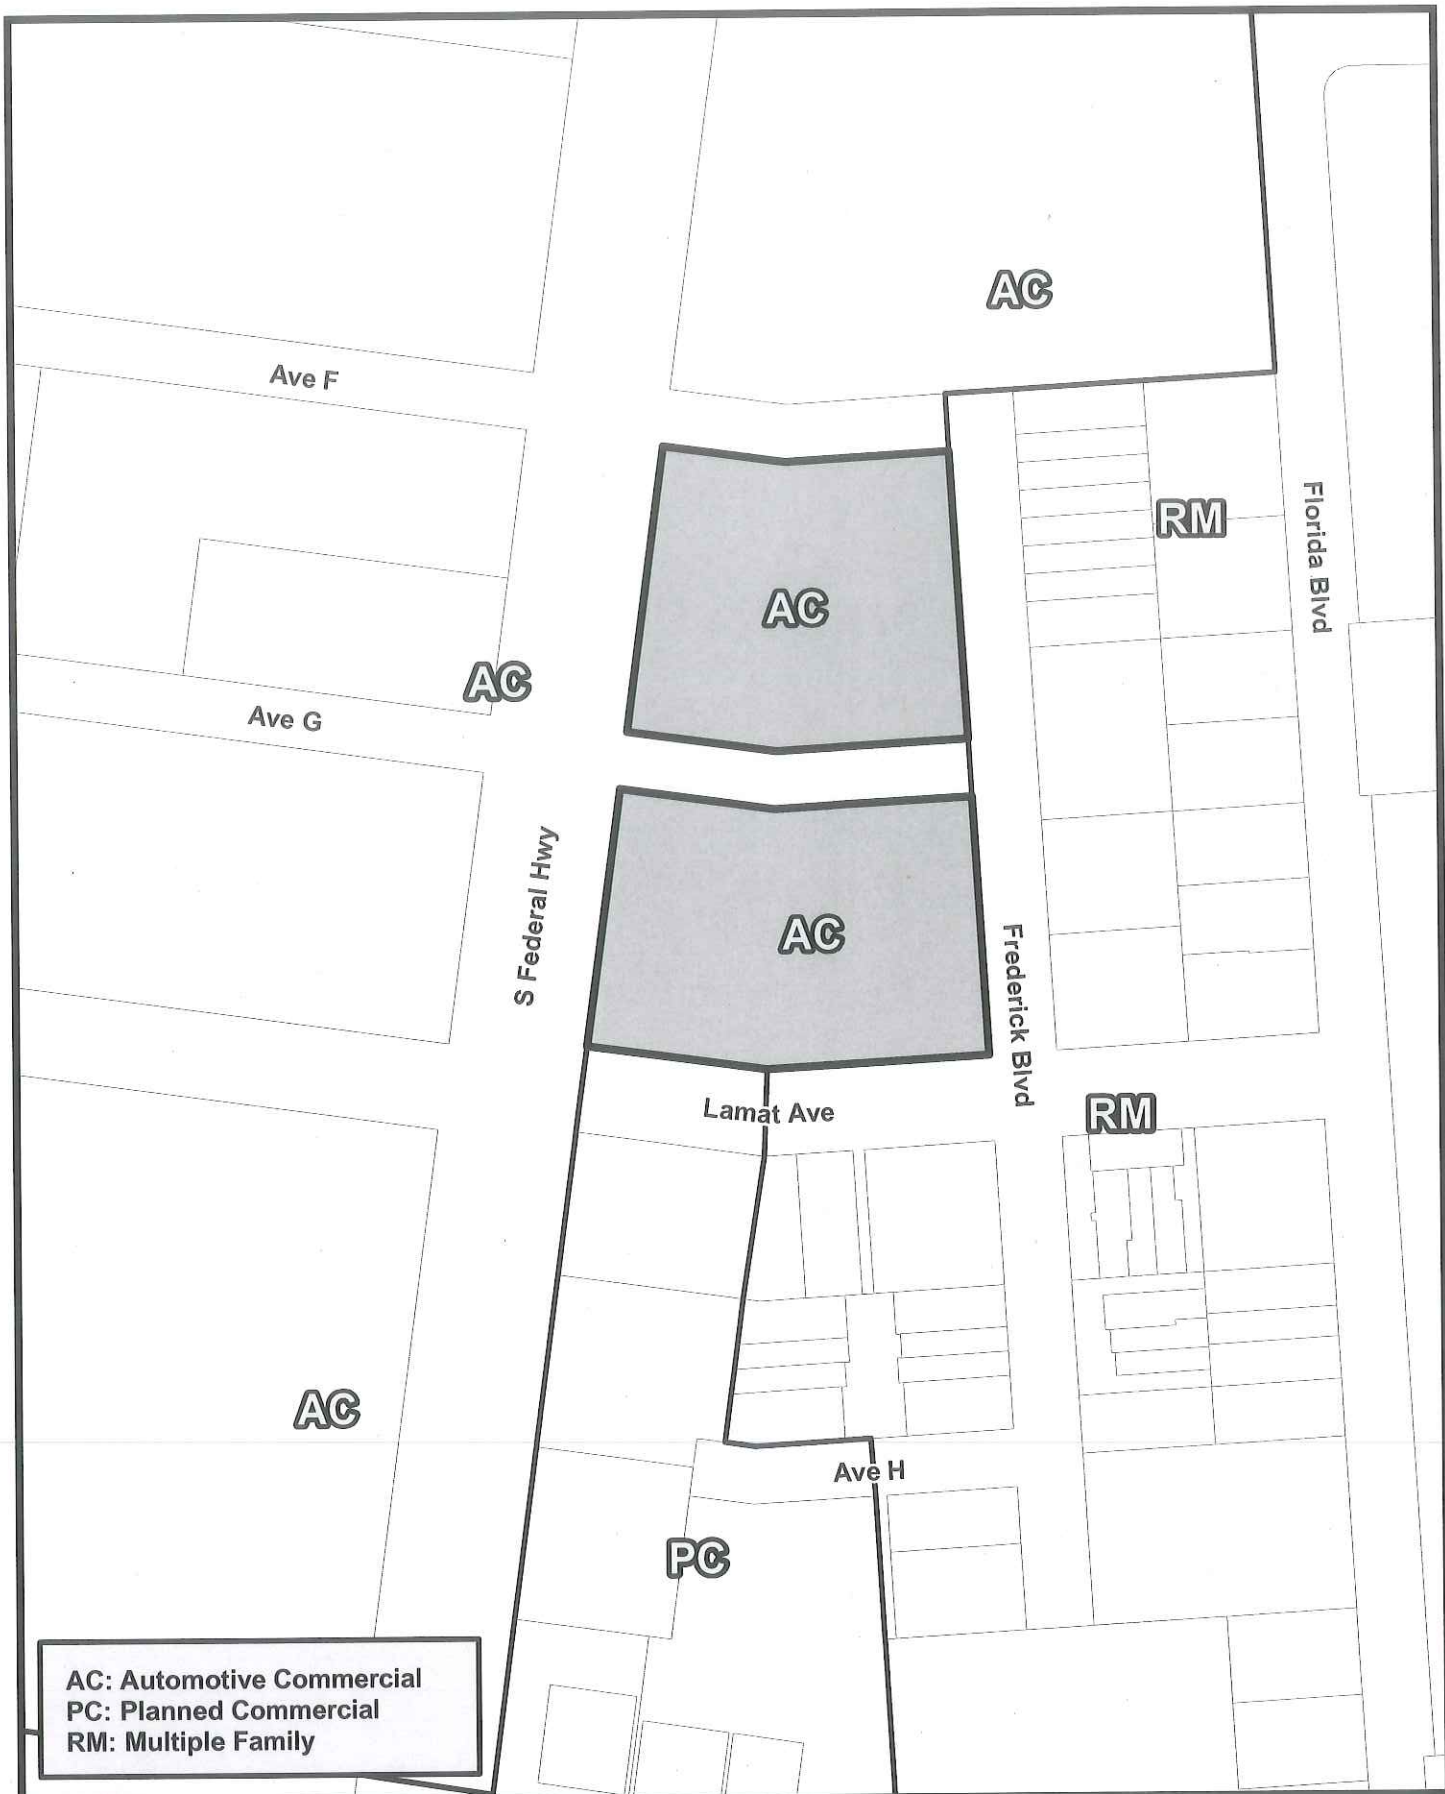 AC
Ave F
RM
Florida Blvd
AC
AC
Ave G
S Federal Hwy
AC
Frederick Blvd
Lamat Ave
RM
AC
Ave H
PC
AC: Automotive Commercial
PC: Planned Commercial
RM: Multiple Family